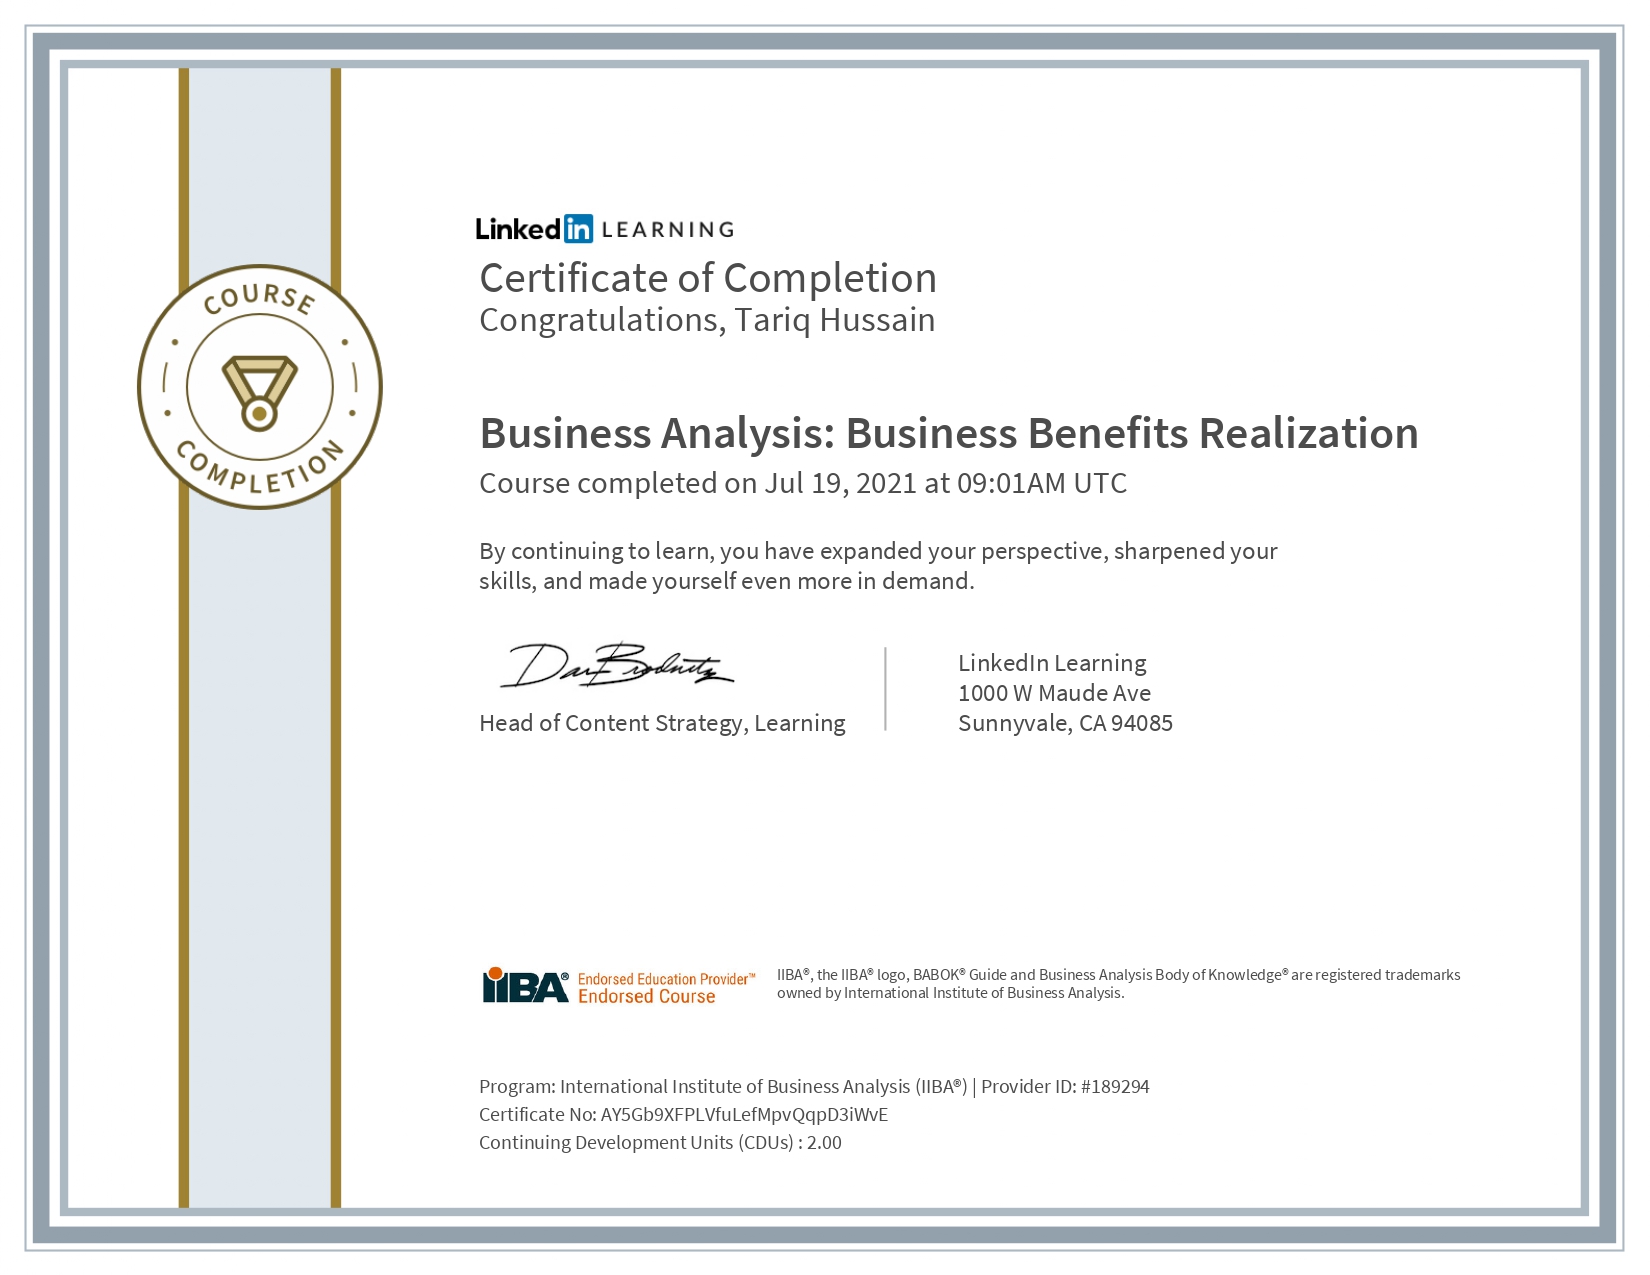 COURSE
COMPLETION
Linkedin LEARNING
Certificate of Completion
Congratulations, Tariq Hussain
Business Analysis: Business Benefits Realization
Course completed on Jul 19, 2021 at 09:01AM UTC
By continuing to learn, you have expanded your perspective, sharpened your
skills, and made yourself even more in demand.
Head of Content Strategy, Learning
LinkedIn Learning
1000 W Maude Ave
Sunnyvale, CA 94085
IIBA® Endorsed Education Provider™
Endorsed Course
IIBA®, the IIBA® logo, BABOK® Guide and Business Analysis Body of Knowledge® are registered trademarks
owned by International Institute of Business Analysis.
Program: International Institute of Business Analysis (IIBA®) | Provider ID: #189294
Certificate No: AY5Gb9XFPLVfuLefMpvQqpD3iWvE
Continuing Development Units (CDUs) : 2.00